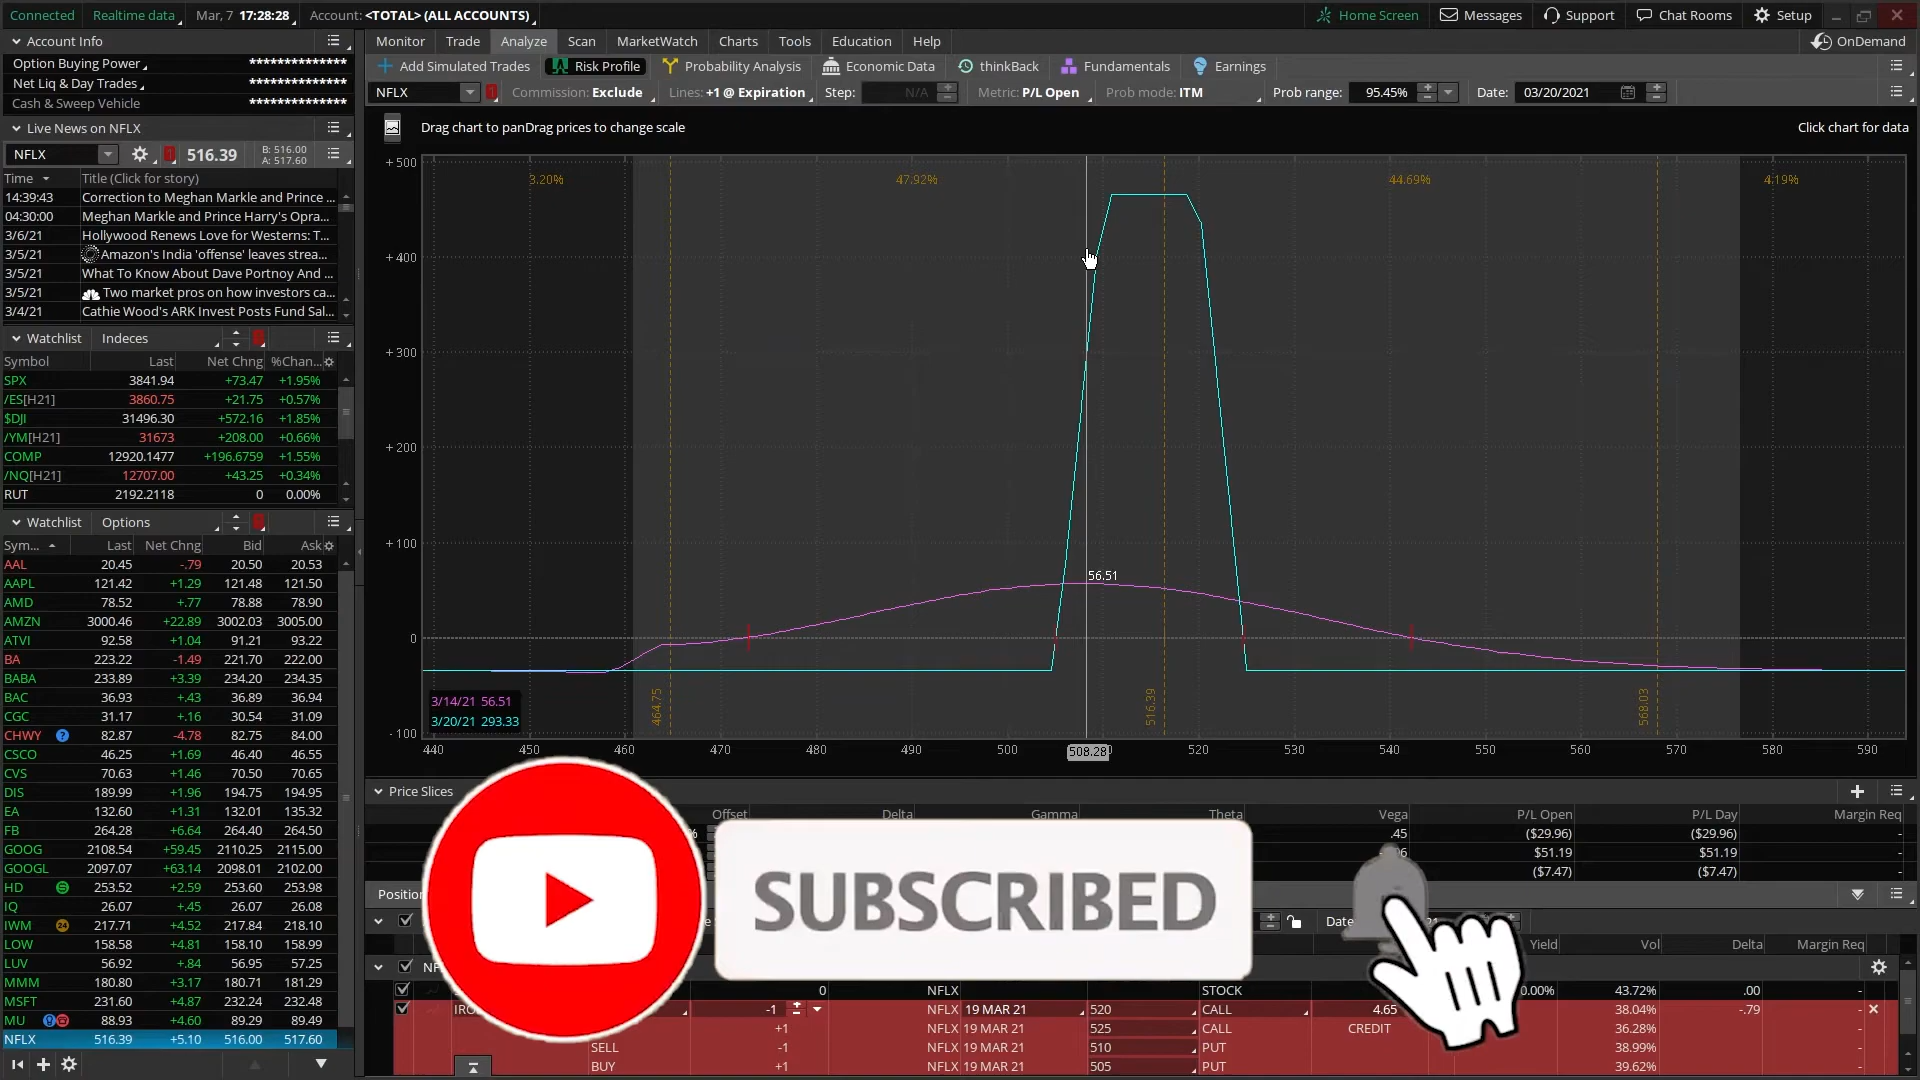 Connected Realtime data Mar, 7 17:28:28 Account: <TOTAL> (ALL ACCOUNTS) Home Screen Messages Support Chat Rooms Setup
Account Info
Option Buying Power **************
Net Liq & Day Trades **************
Cash & Sweep Vehicle **************
Live News on NFLX
NFLX 516.39 B: 516.00 A: 517.60
Time Title (Click for story)
14:39:43 Correction to Meghan Markle and Prince ...
04:30:00 Meghan Markle and Prince Harry's Opra...
3/6/21 Hollywood Renews Love for Westerns: T...
3/5/21 Amazon's India 'offense' leaves strea...
3/5/21 What To Know About Dave Portnoy And ...
3/5/21 Two market pros on how investors ca...
3/4/21 Cathie Wood's ARK Invest Posts Fund Sal...
Watchlist Indeces
Symbol Last Net Chng %Chan...
SPX 3841.94 +73.47 +1.95%
/ES[H21] 3860.75 +21.75 +0.57%
$DJI 31496.30 +572.16 +1.85%
/YM[H21] 31673 +208.00 +0.66%
COMP 12920.1477 +196.6759 +1.55%
/NQ[H21] 12707.00 +43.25 +0.34%
RUT 2192.2118 0 0.00%
Watchlist Options
Sym... Last Net Chng Bid Ask
AAL 20.45 -.79 20.50 20.53
AAPL 121.42 +1.29 121.48 121.50
AMD 78.52 +.77 78.88 78.90
AMZN 3000.46 +22.89 3002.03 3005.00
ATVI 92.58 +1.04 91.21 93.22
BA 223.22 -1.49 221.70 222.00
BABA 233.89 +3.39 234.20 234.35
BAC 36.93 +.43 36.89 36.94
CGC 31.17 +.16 30.54 31.09
CHWY 82.87 -4.78 82.75 84.00
CSCO 46.25 +1.69 46.40 46.55
CVS 70.63 +1.46 70.50 70.65
DIS 189.99 +1.96 194.75 194.95
EA 132.60 +1.31 132.01 135.32
FB 264.28 +6.64 264.40 264.50
GOOG 2108.54 +59.45 2110.25 2115.00
GOOGL 2097.07 +63.14 2098.01 2102.00
HD 253.52 +2.59 253.60 253.98
IQ 26.07 +.45 26.07 26.08
IWM 24 217.71 +4.52 217.84 218.10
LOW 158.58 +4.81 158.10 158.99
LUV 56.92 +.84 56.95 57.25
MMM 180.80 +3.17 180.71 181.29
MSFT 231.60 +4.87 232.24 232.48
MU 88.93 +4.60 89.29 89.49
NFLX 516.39 +5.10 516.00 517.60
Monitor Trade Analyze Scan MarketWatch Charts Tools Education Help OnDemand
Add Simulated Trades Risk Profile Probability Analysis Economic Data thinkBack Fundamentals Earnings
NFLX Commission: Exclude Lines: +1 @ Expiration Step: N/A Metric: P/L Open Prob mode: ITM Prob range: 95.45% Date: 03/20/2021
Drag chart to panDrag prices to change scale Click chart for data
+500
3.20% 47.92% 44.69% 4.19%
+400
+300
+200
+100
56.51
0
464.75 516.39 568.03
3/14/21 56.51
3/20/21 293.33
-100
440 450 460 470 480 490 500 508.28 520 530 540 550 560 570 580 590
Price Slices
Offset Delta Gamma Theta Vega P/L Open P/L Day Margin Req
% .45 ($29.96) ($29.96) -
$51.19 $51.19 -
($7.47) ($7.47) -
Date
Yield Vol Delta Margin Req
0 NFLX STOCK 43.72% .00 -
-1 NFLX 19 MAR 21 520 CALL 4.65 38.04% -.79 -
+1 NFLX 19 MAR 21 525 CALL CREDIT 36.28% -
SELL -1 NFLX 19 MAR 21 510 PUT 38.99% -
BUY +1 NFLX 19 MAR 21 505 PUT 39.62% -
SUBSCRIBED